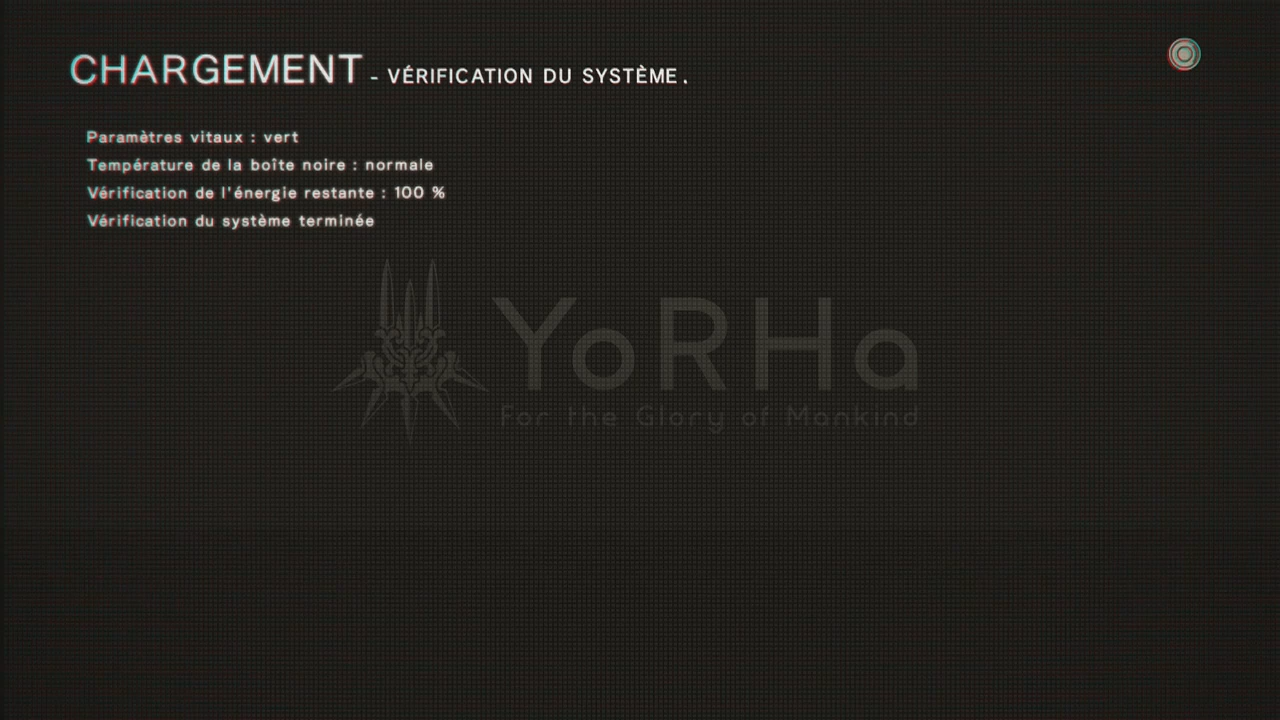 CHARGEMENT - VÉRIFICATION DU SYSTÈME.
Paramètres vitaux : vert
Température de la boîte noire : normale
Vérification de l'énergie restante : 100 %
Vérification du système terminée
YoRHa
For the Glory of Mankind